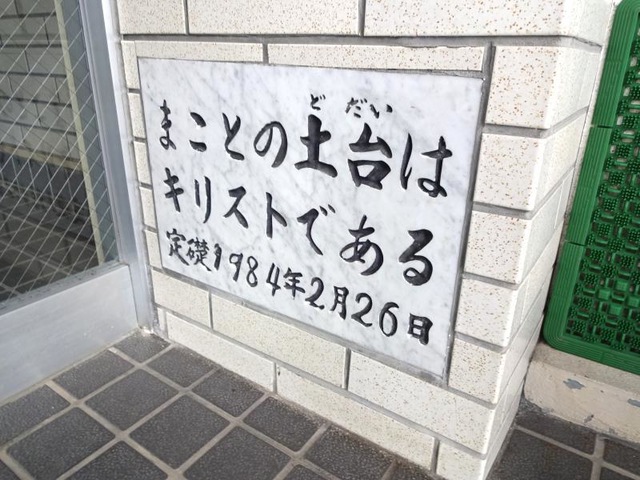 どだい
まことの土台は
キリストである
定礎1984年2月26日